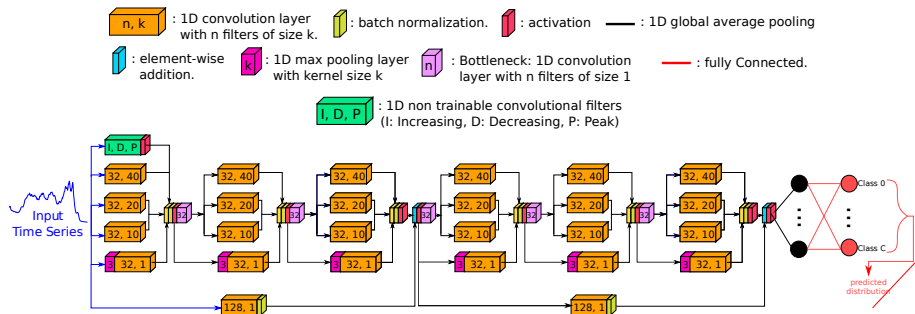 n, k : 1D convolution layer with n filters of size k.
: batch normalization.
: activation
: 1D global average pooling
: element-wise addition.
k : 1D max pooling layer with kernel size k
n : Bottleneck: 1D convolution layer with n filters of size 1
: fully Connected.
I, D, P : 1D non trainable convolutional filters
(I: Increasing, D: Decreasing, P: Peak)
I, D, P
32, 40 32, 40 32, 40 32, 40 32, 40 32, 40
Class 0
32, 20 32, 20 32, 20 32, 20 32, 20 32, 20
32 32 32 32 32
Input
Time Series
32, 10 32, 10 32, 10 32, 10 32, 10 32, 10
Class C
3 32, 1 3 32, 1 3 32, 1 3 32, 1 3 32, 1 3 32, 1
predicted
distribution
128, 1 128, 1